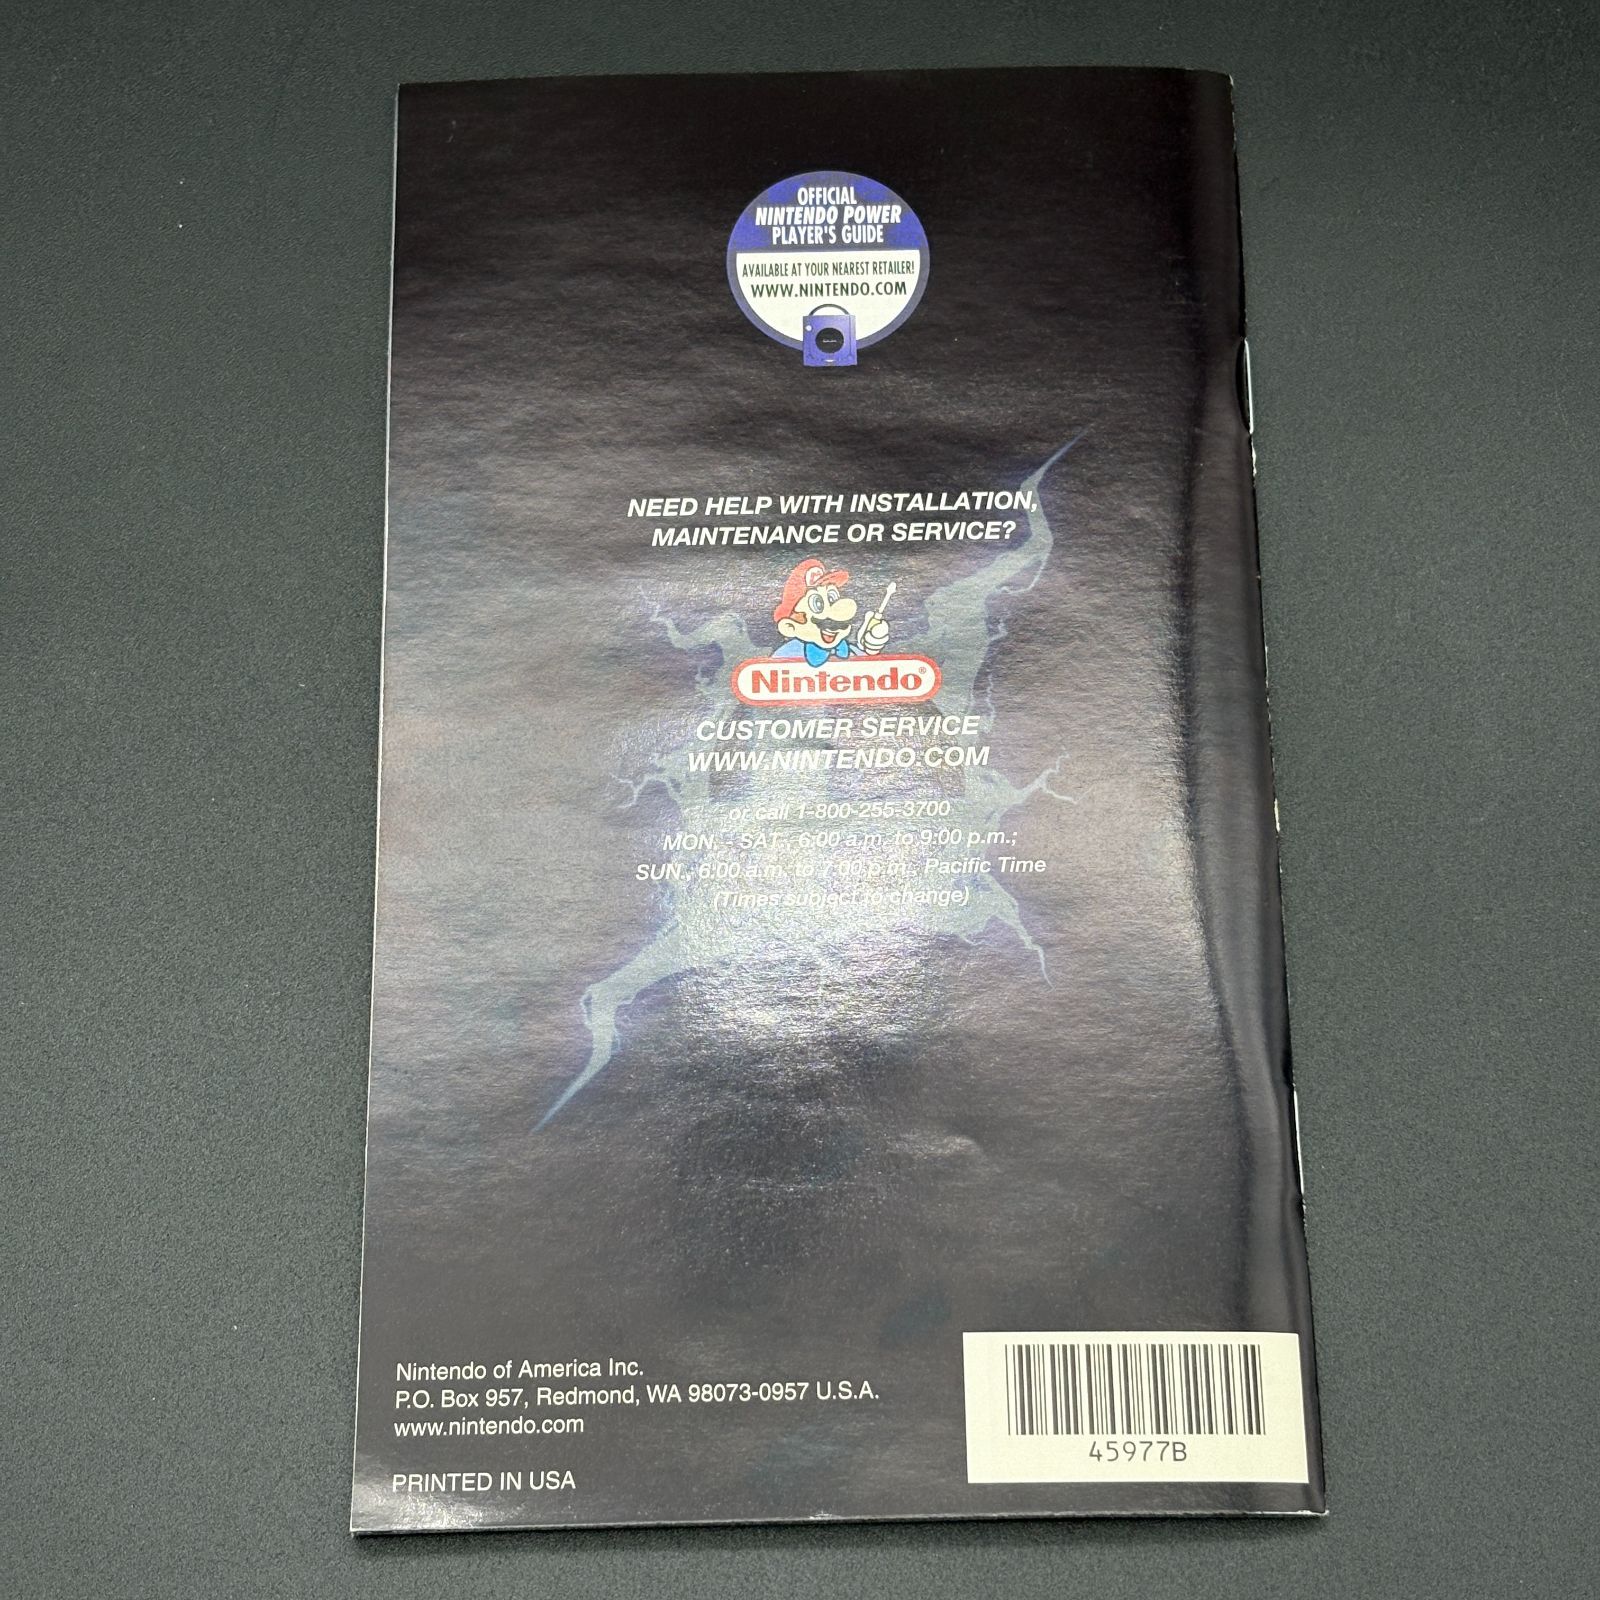 OFFICIAL
NINTENDO POWER
PLAYER'S GUIDE
AVAILABLE AT YOUR NEAREST RETAILER!
WWW.NINTENDO.COM
NEED HELP WITH INSTALLATION,
MAINTENANCE OR SERVICE?
Nintendo®
CUSTOMER SERVICE
WWW.NINTENDO.COM
or call 1-800-255-3700
MON. - SAT., 6:00 a.m. to 9:00 p.m.;
SUN., 6:00 a.m. to 7:00 p.m., Pacific Time
(Times subject to change)
Nintendo of America Inc.
P.O. Box 957, Redmond, WA 98073-0957 U.S.A.
www.nintendo.com
PRINTED IN USA
45977B